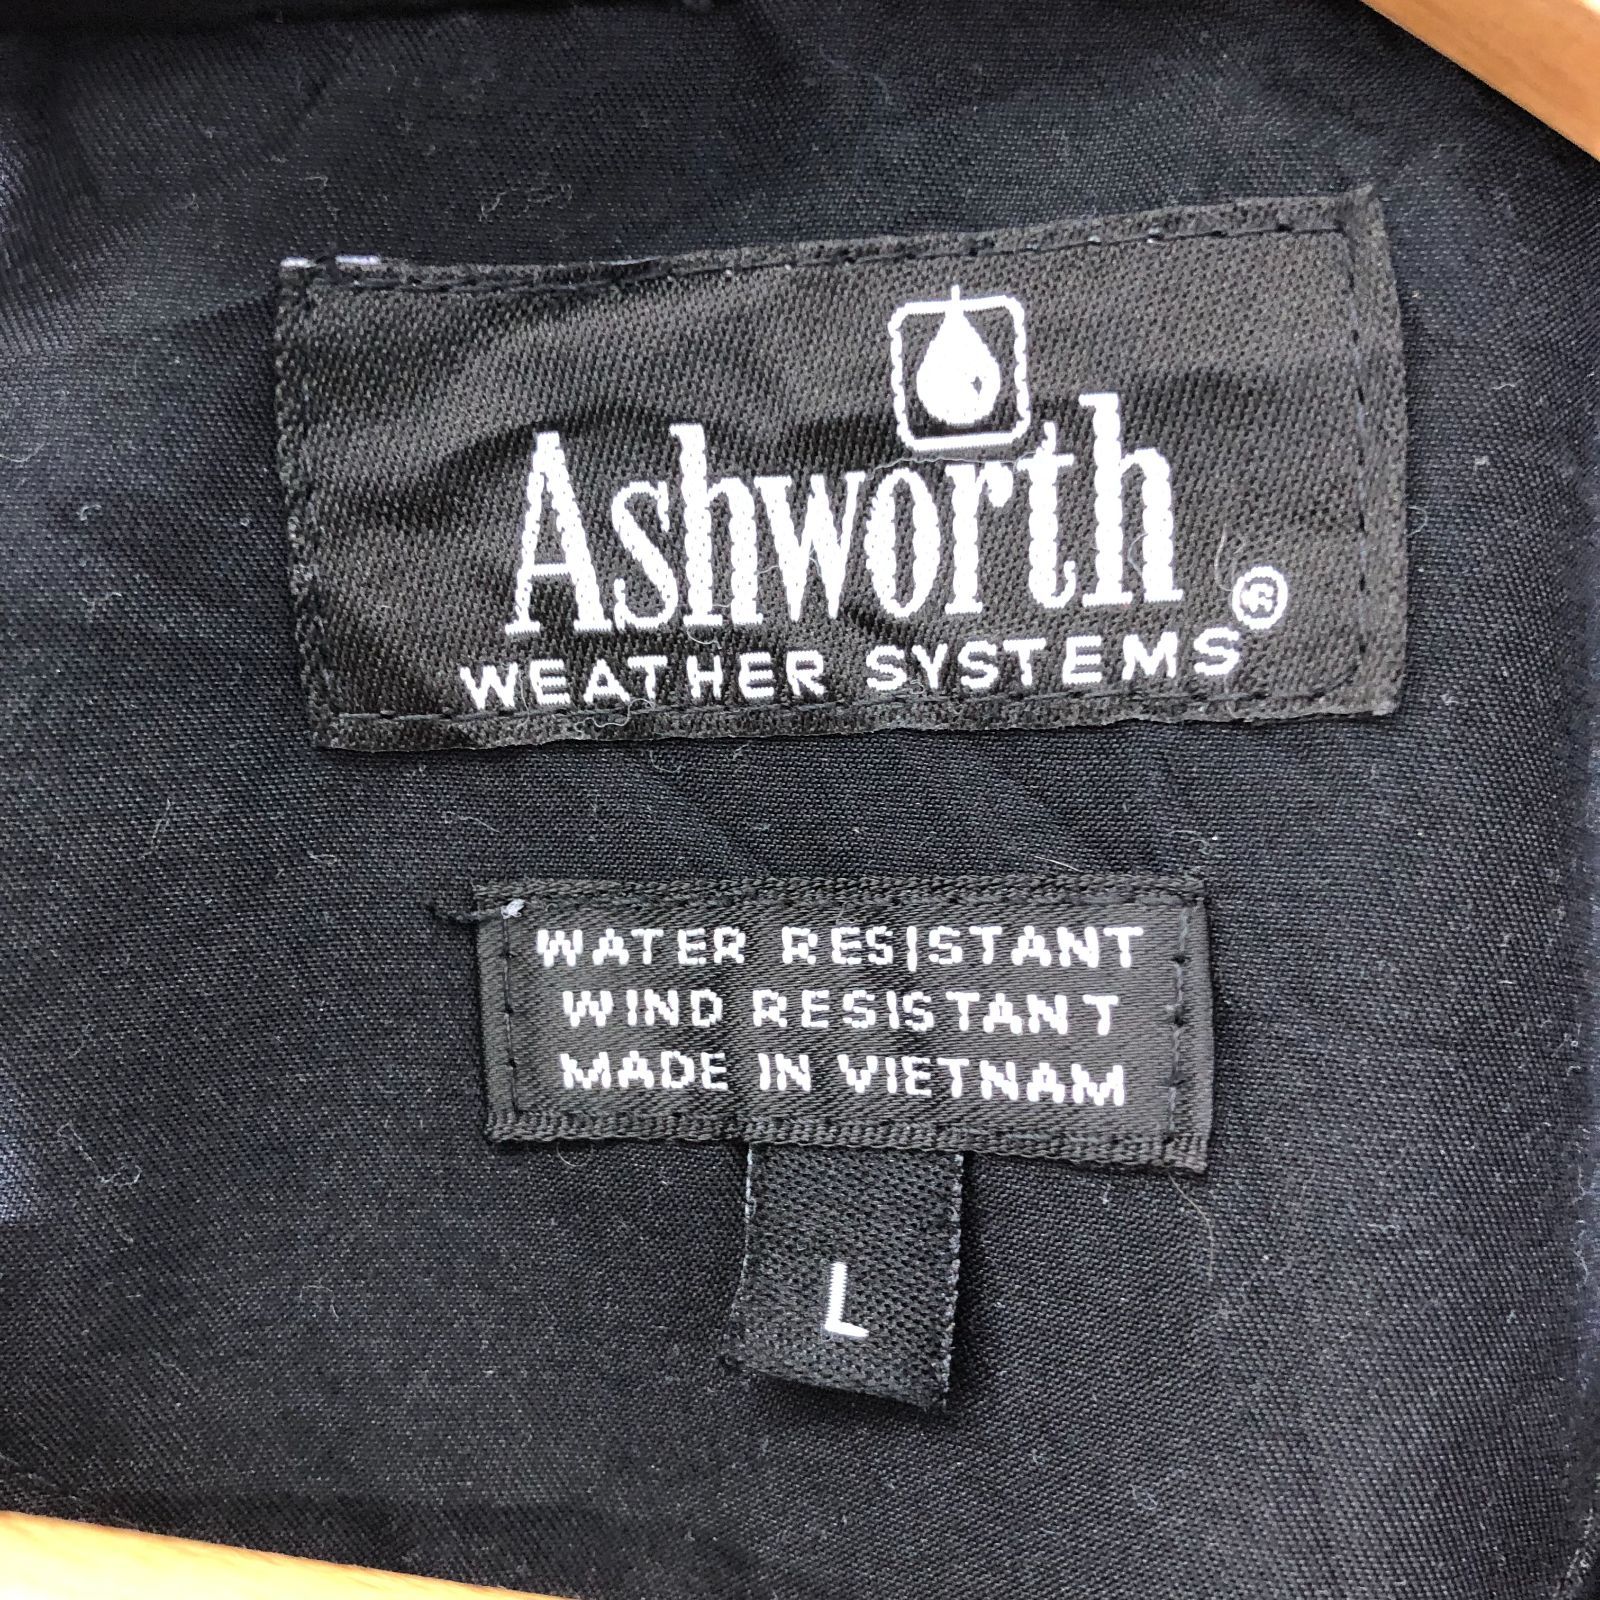 Ashworth®
WEATHER SYSTEMS
WATER RESISTANT
WIND RESISTANT
MADE IN VIETNAM
L